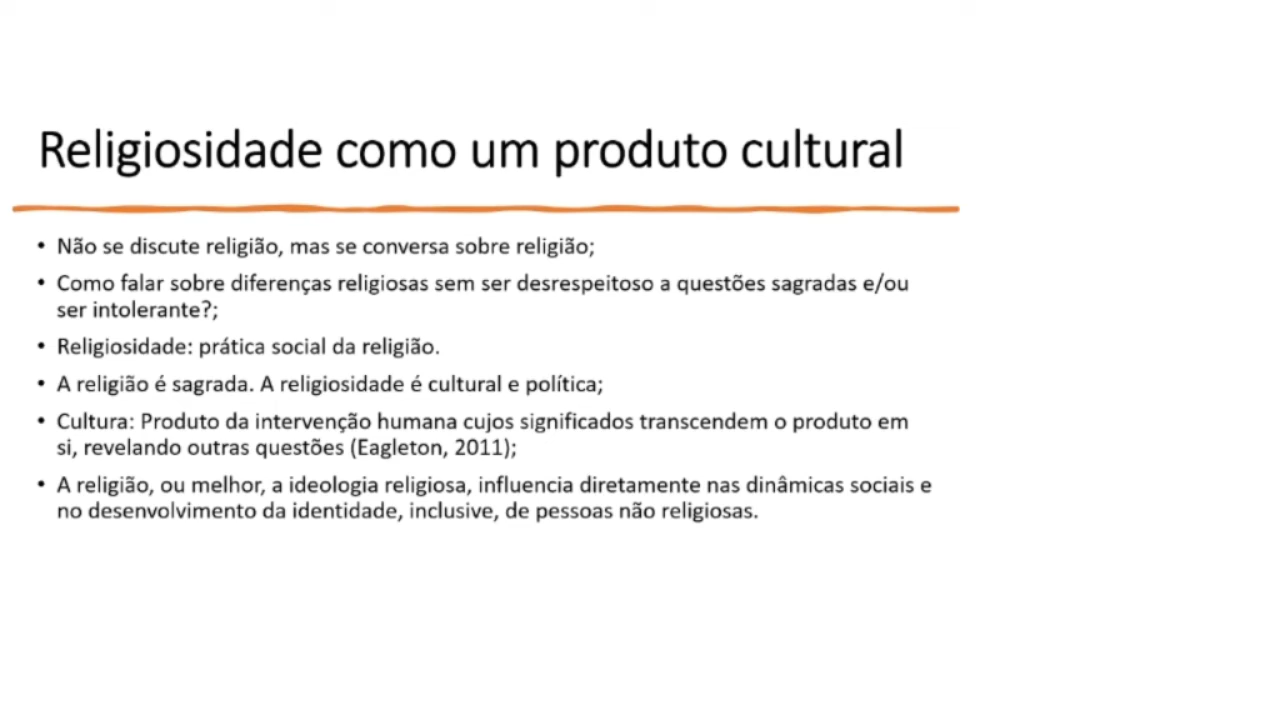 Religiosidade como um produto cultural
• Não se discute religião, mas se conversa sobre religião;
• Como falar sobre diferenças religiosas sem ser desrespeitoso a questões sagradas e/ou
ser intolerante?;
• Religiosidade: prática social da religião.
• A religião é sagrada. A religiosidade é cultural e política;
• Cultura: Produto da intervenção humana cujos significados transcendem o produto em
si, revelando outras questões (Eagleton, 2011);
• A religião, ou melhor, a ideologia religiosa, influencia diretamente nas dinâmicas sociais e
no desenvolvimento da identidade, inclusive, de pessoas não religiosas.